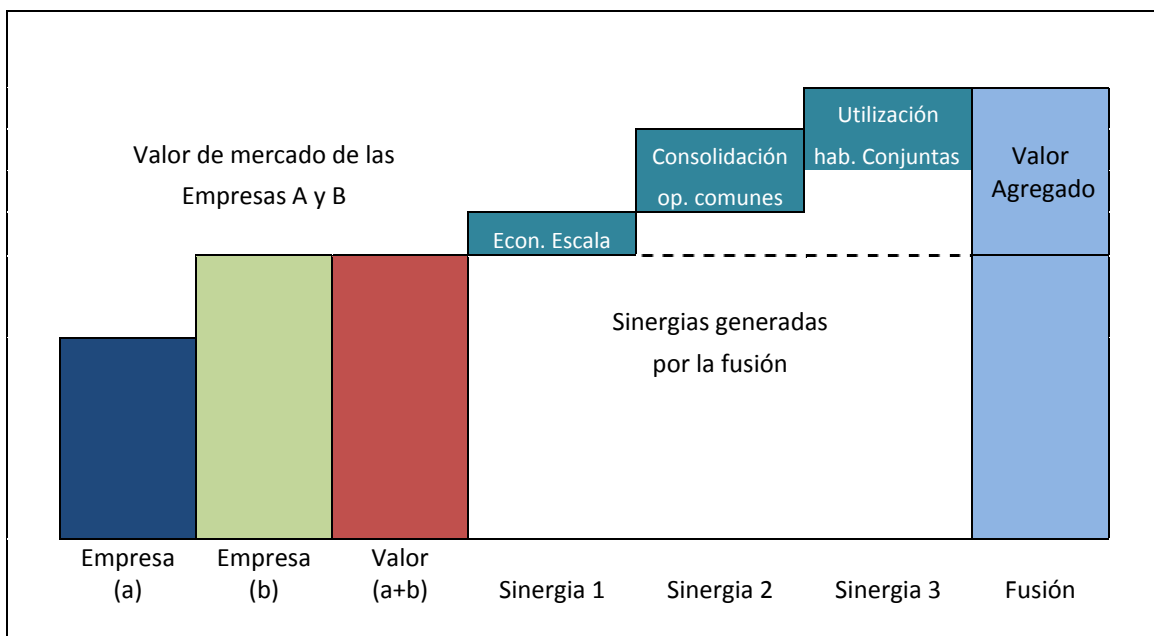 Valor de mercado de las
Empresas A y B
Econ. Escala
Consolidación
op. comunes
Utilización
hab. Conjuntas
Valor
Agregado
Sinergias generadas
por la fusión
Empresa
(a)
Empresa
(b)
Valor
(a+b)
Sinergia 1
Sinergia 2
Sinergia 3
Fusión